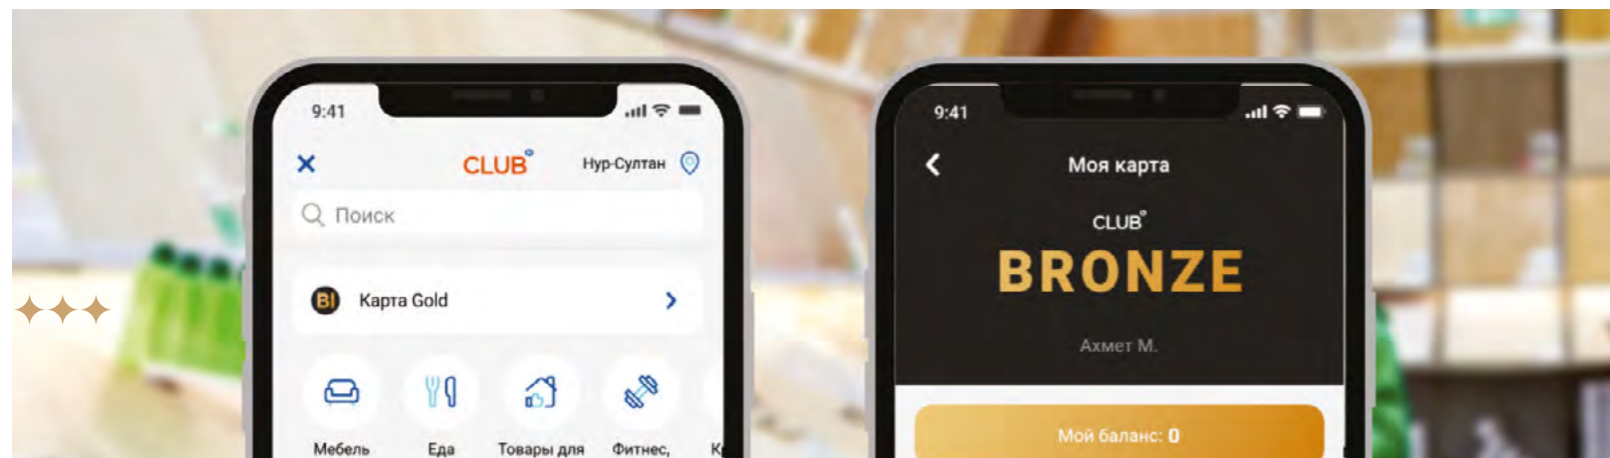 9:41
CLUB
Нур-Султан
Поиск
BI Карта Gold
Мебель
Еда
Товары для
Фитнес,
9:41
Моя карта
CLUB
BRONZE
Ахмет М.
Мой баланс: 0